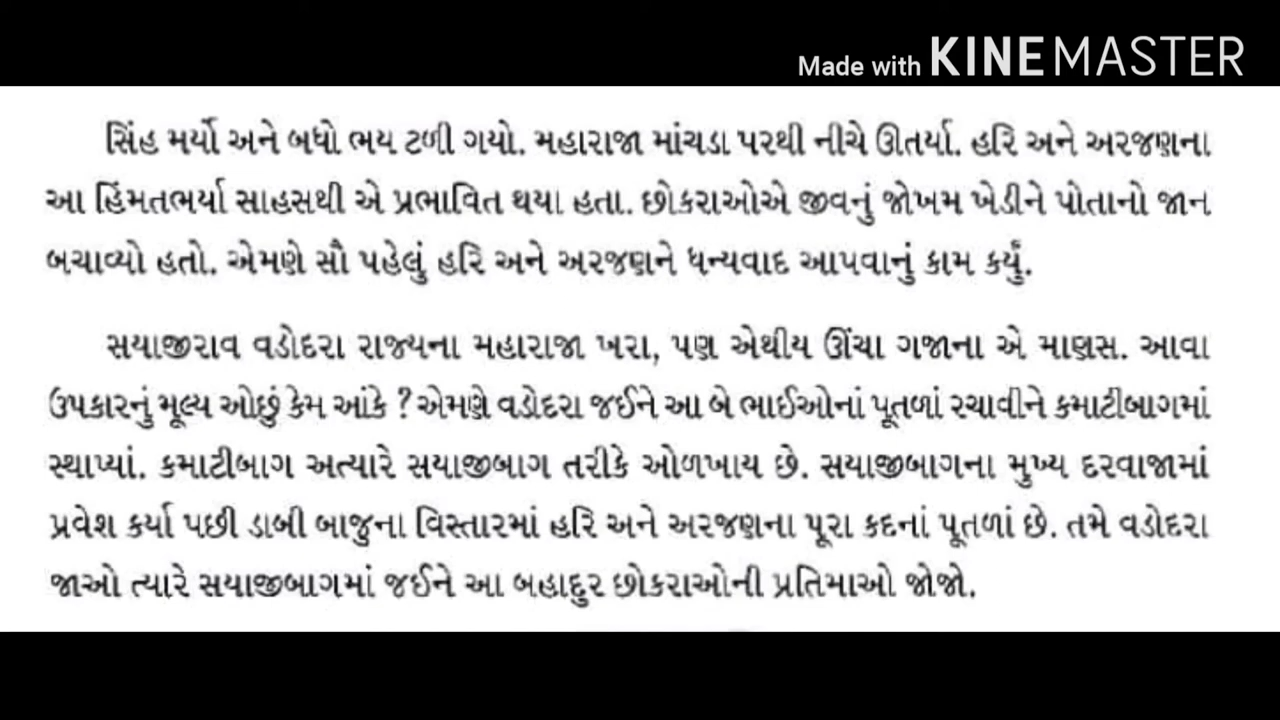 Made with KINEMASTER
સિંહ મર્યો અને બધો ભય ટળી ગયો. મહારાજા માંચડા પરથી નીચે ઊતર્યા. હરિ અને અરજણના
આ હિંમતભર્યા સાહસથી એ પ્રભાવિત થયા હતા. છોકરાઓએ જીવનું જોખમ ખેડીને પોતાનો જાન
બચાવ્યો હતો. એમણે સૌ પહેલું હરિ અને અરજણને ધન્યવાદ આપવાનું કામ કર્યું.
સયાજીરાવ વડોદરા રાજ્યના મહારાજા ખરા, પણ એથીય ઊંચા ગજાના એ માણસ. આવા
ઉપકારનું મૂલ્ય ઓછું કેમ આંકે ? એમણે વડોદરા જઈને આ બે ભાઈઓનાં પૂતળાં રચાવીને કમાટીબાગમાં
સ્થાપ્યાં. કમાટીબાગ અત્યારે સયાજીબાગ તરીકે ઓળખાય છે. સયાજીબાગના મુખ્ય દરવાજામાં
પ્રવેશ કર્યા પછી ડાબી બાજુના વિસ્તારમાં હરિ અને અરજણના પૂરા કદનાં પૂતળાં છે. તમે વડોદરા
જાઓ ત્યારે સયાજીબાગમાં જઈને આ બહાદુર છોકરાઓની પ્રતિમાઓ જોજો.